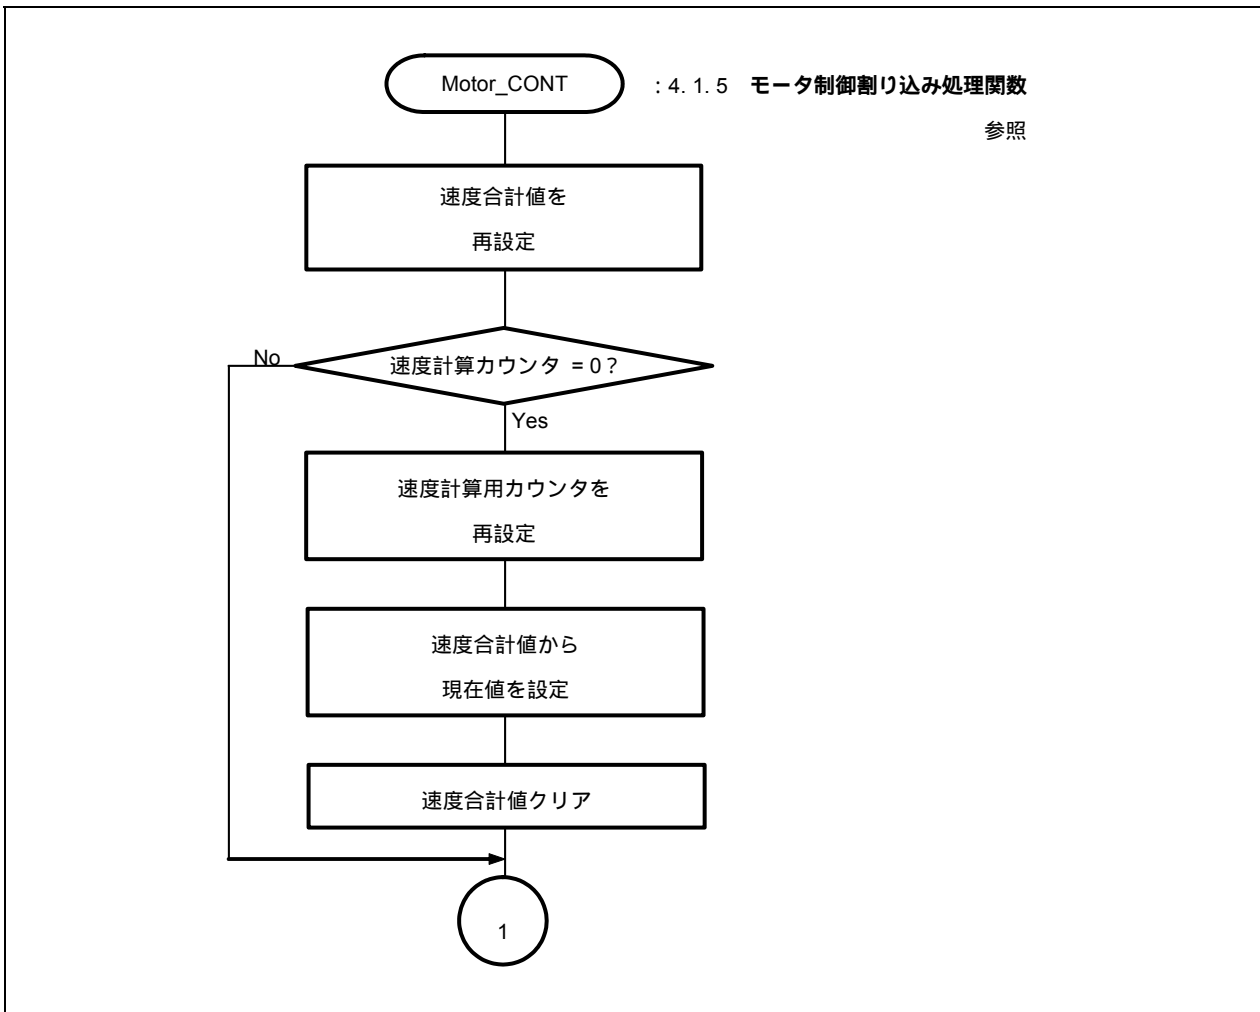 Motor_CONT : 4. 1. 5 モータ制御割り込み処理関数
参照
速度合計値を
再設定
No
速度計算カウンタ = 0 ?
Yes
速度計算用カウンタを
再設定
速度合計値から
現在値を設定
速度合計値クリア
1